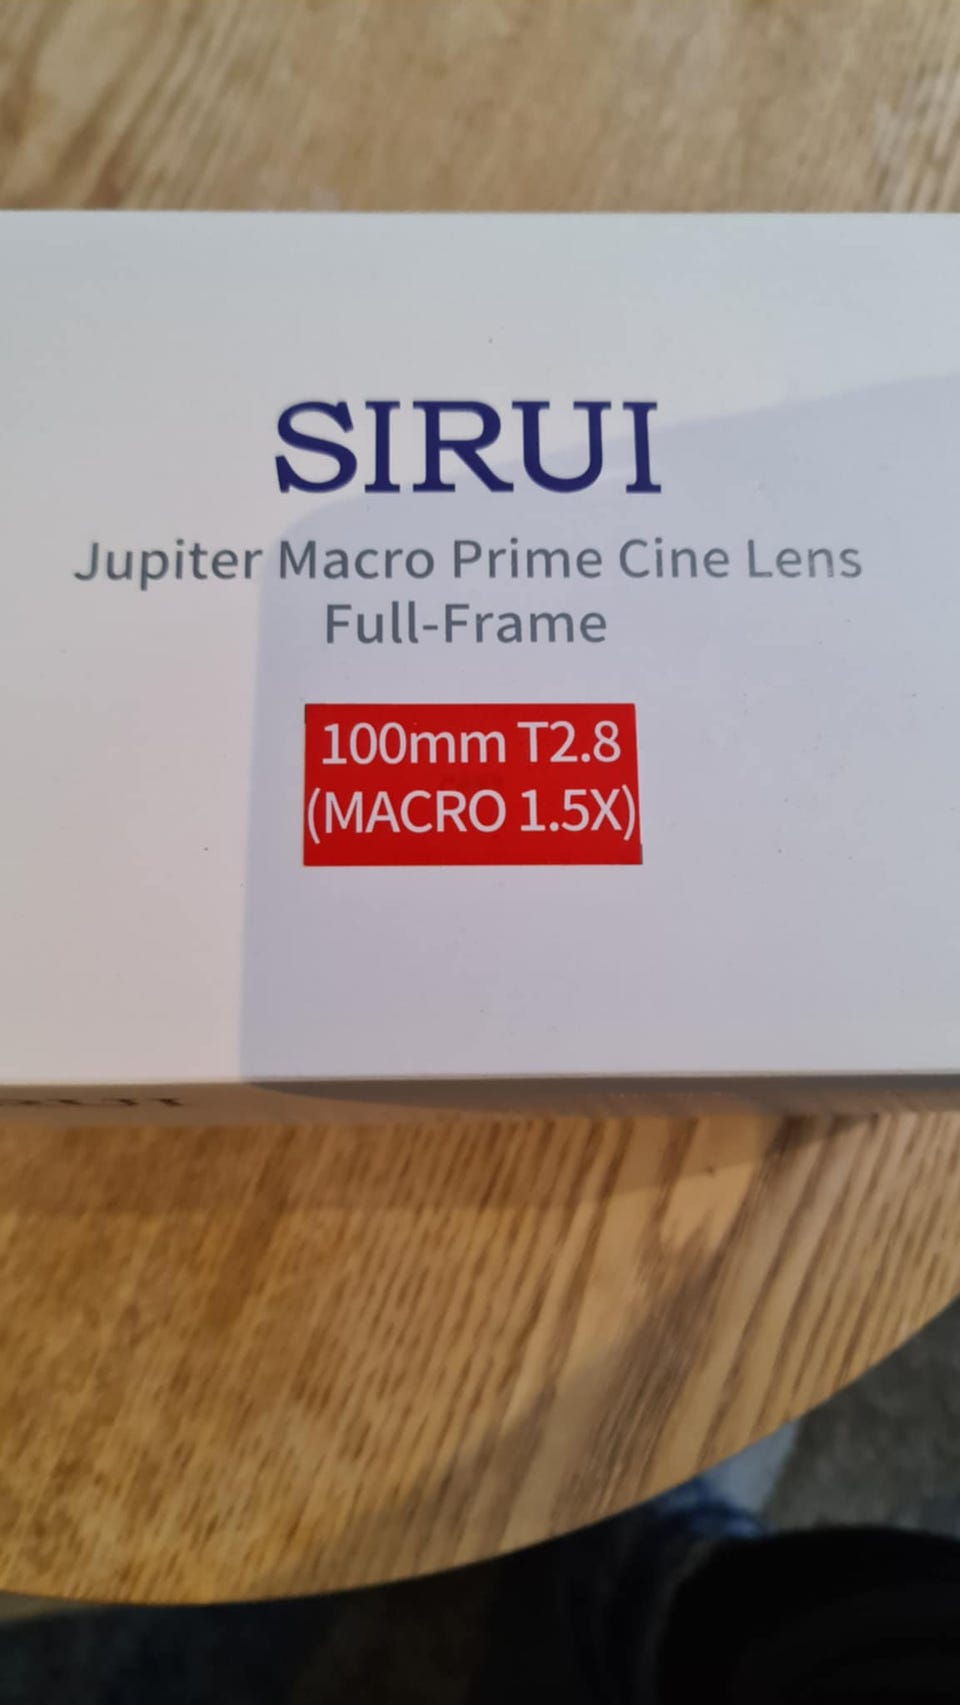 SIRUI
Jupiter Macro Prime Cine Lens
Full-Frame
100mm T2.8
(MACRO 1.5X)